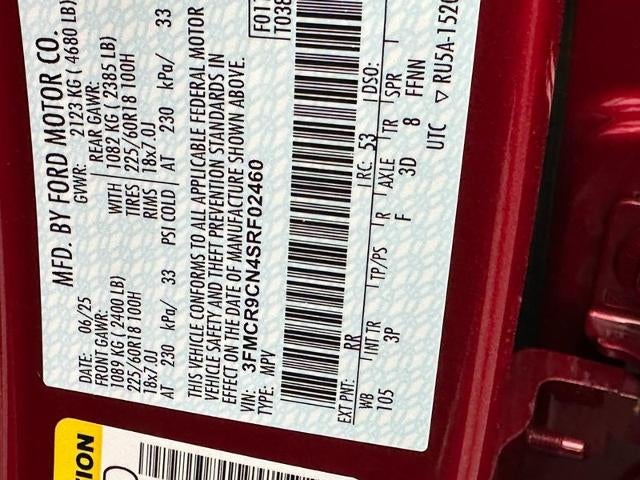 MFD. BY FORD MOTOR CO.
DATE: 06/25 GVWR: 2123 KG ( 4680 LB)
FRONT GAWR: REAR GAWR:
1089 KG ( 2400 LB) WITH 1082 KG ( 2385 LB)
225/60R18 100H TIRES 225/60R18 100H
18x7.0J RIMS 18x7.0J
AT 230 kPa/ 33 PSI COLD AT 230 kPa/ 33
THIS VEHICLE CONFORMS TO ALL APPLICABLE FEDERAL MOTOR
VEHICLE SAFETY AND THEFT PREVENTION STANDARDS IN
EFFECT ON THE DATE OF MANUFACTURE SHOWN ABOVE.
VIN: 3FMCR9CN4SRF02460
TYPE: MPV
EXT PNT: RR RC: 53 DSO:
WB INT TR TP/PS R AXLE TR SPR
105 3P F 3D 8 FFNN
UTC ▽ RU5A-1520